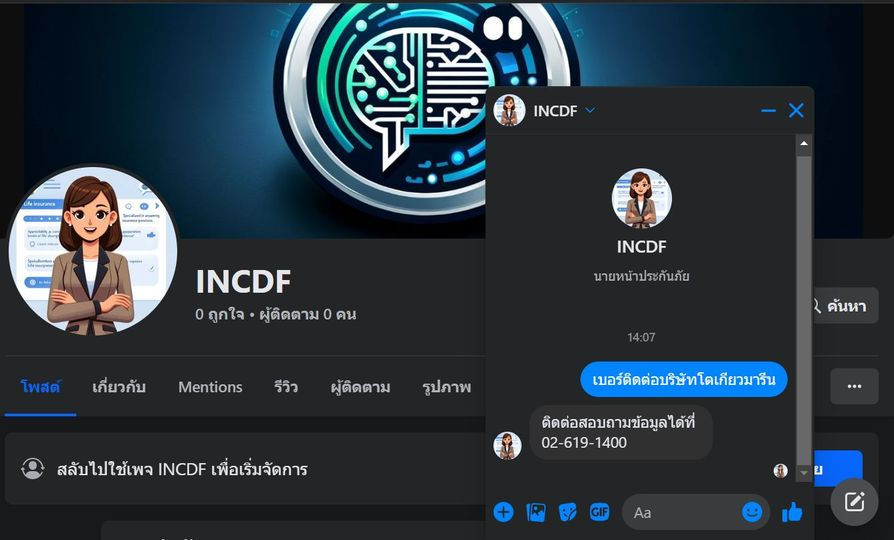 INCDF
0 ถูกใจ • ผู้ติดตาม 0 คน
ค้นหา
โพสต์
เกี่ยวกับ
Mentions
รีวิว
ผู้ติดตาม
รูปภาพ
สลับไปใช้เพจ INCDF เพื่อเริ่มจัดการ
INCDF
INCDF
นายหน้าประกันภัย
14:07
เบอร์ติดต่อบริษัทโตเกียวมารีน
ติดต่อสอบถามข้อมูลได้ที่
02-619-1400
GIF
Aa